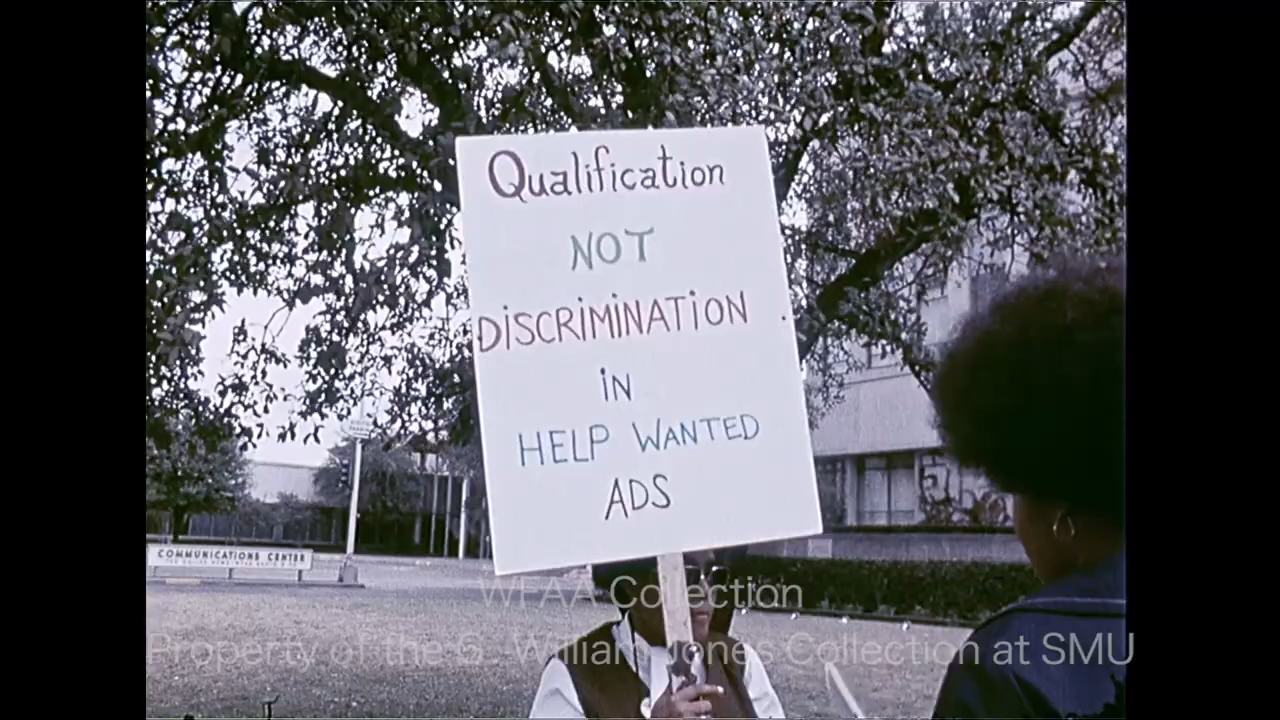 Qualification
NOT
DISCRIMINATION
iN
HELP WANTED
ADS
COMMUNICATIONS CENTER
WFAA Collection
Property of the G. William Jones Collection at SMU